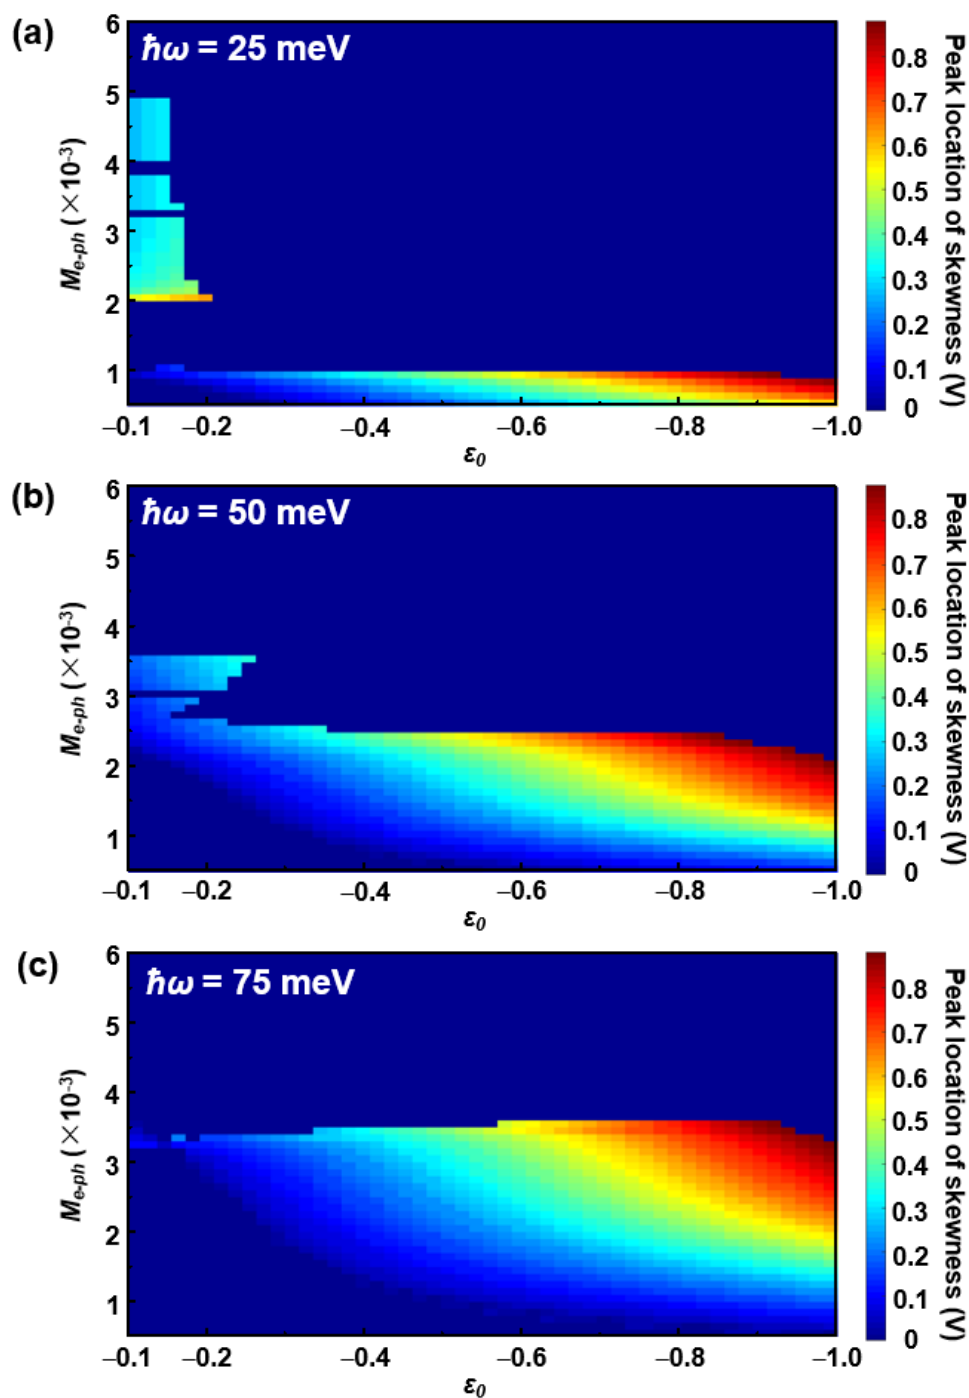 (a)
ħω = 25 meV
6
5
4
3
2
1
M_e-ph (×10⁻³)
−0.1 −0.2 −0.4 −0.6 −0.8 −1.0
ε₀
0.8
0.7
0.6
0.5
0.4
0.3
0.2
0.1
0
Peak location of skewness (V)
(b)
ħω = 50 meV
6
5
4
3
2
1
M_e-ph (×10⁻³)
−0.1 −0.2 −0.4 −0.6 −0.8 −1.0
ε₀
0.8
0.7
0.6
0.5
0.4
0.3
0.2
0.1
0
Peak location of skewness (V)
(c)
ħω = 75 meV
6
5
4
3
2
1
M_e-ph (×10⁻³)
−0.1 −0.2 −0.4 −0.6 −0.8 −1.0
ε₀
0.8
0.7
0.6
0.5
0.4
0.3
0.2
0.1
0
Peak location of skewness (V)